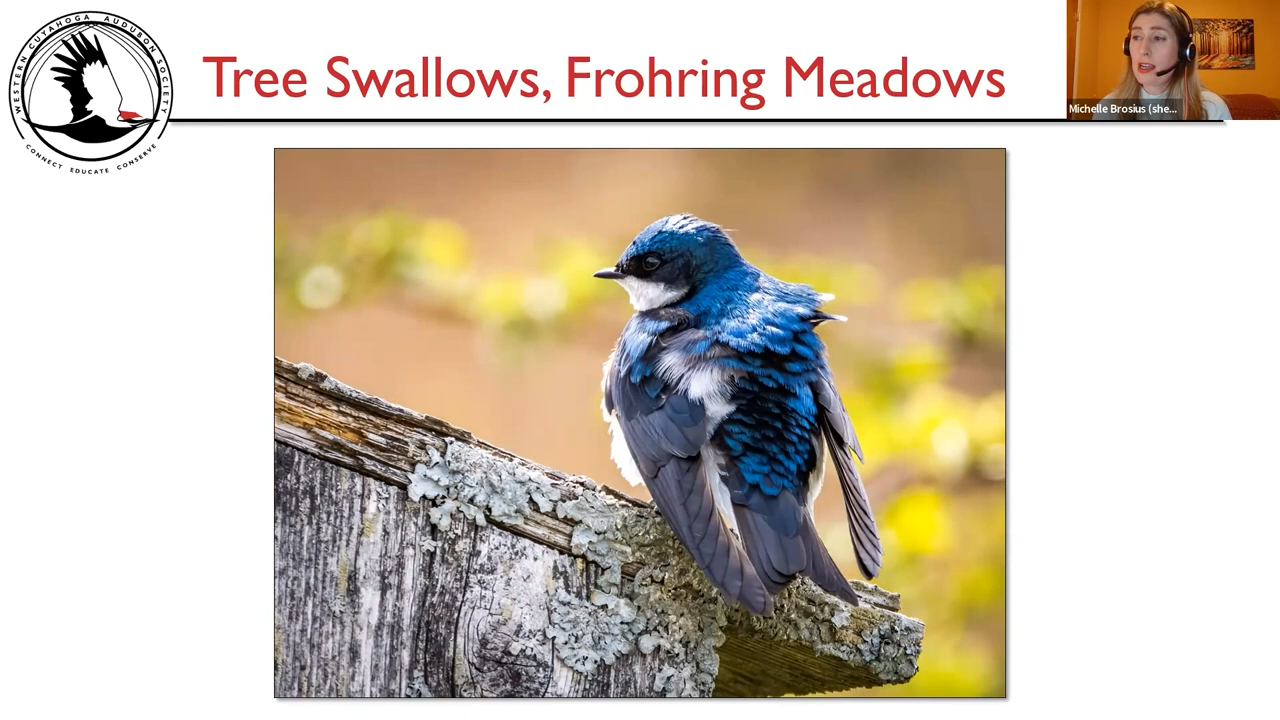 WESTERN CUYAHOGA AUDUBON SOCIETY
CONNECT EDUCATE CONSERVE
Tree Swallows, Frohring Meadows
Michelle Brosius (she...